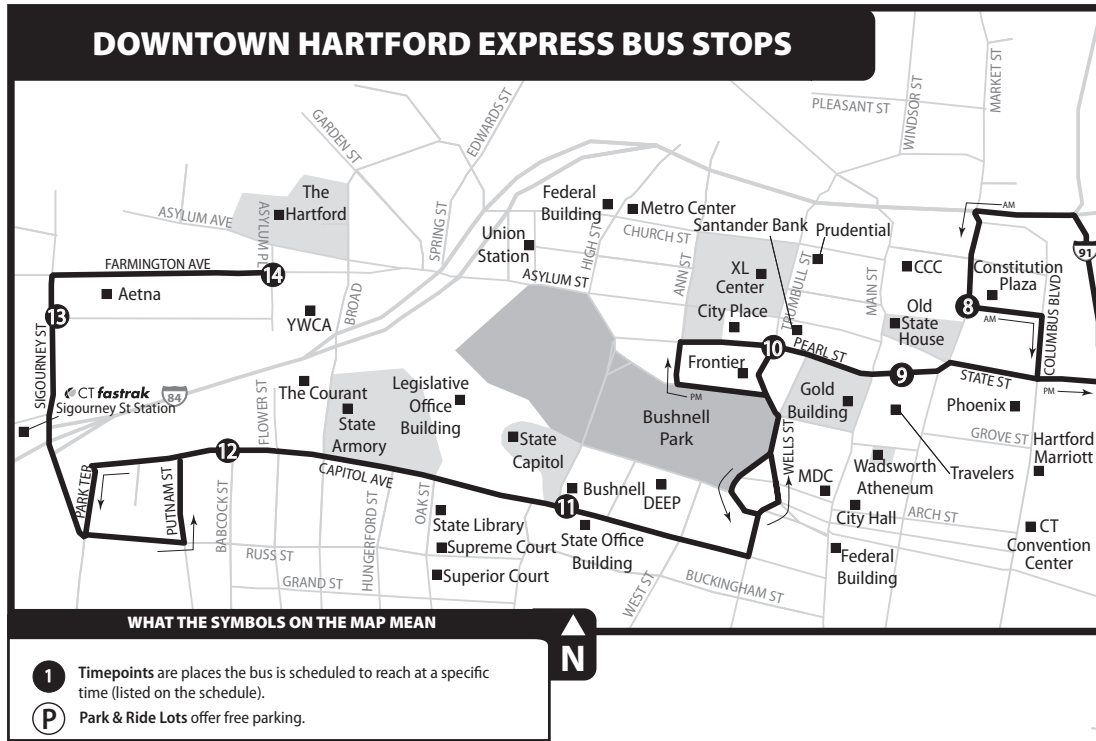 DOWNTOWN HARTFORD EXPRESS BUS STOPS
PLEASANT ST
WINDSOR ST
MARKET ST
GARDEN ST
EDWARDS ST
The
Hartford
ASYLUM AVE
ASYLUM PL
SPRING ST
Federal
Building
Metro Center
CHURCH ST
Santander Bank
Prudential
AM
91
Union
Station
HIGH ST
ANN ST
XL
Center
TRUMBULL ST
MAIN ST
CCC
Constitution
Plaza
COLUMBUS BLVD
FARMINGTON AVE
14
ASYLUM ST
Aetna
13
YWCA
BROAD
City Place
Old
State
House
8
AM
10
PEARL ST
9
STATE ST
PM
SIGOURNEY ST
CTfastrak
84
Sigourney St Station
FLOWER ST
The Courant
State
Armory
Legislative
Office
Building
Frontier
PM
Bushnell
Park
Gold
Building
Phoenix
GROVE ST
Hartford
Marriott
Travelers
WELLS ST
12
CAPITOL AVE
State
Capitol
Wadsworth
Atheneum
PARK TER
PUTNAM ST
BABCOCK ST
HUNGERFORD ST
OAK ST
Bushnell
DEEP
MDC
City Hall
ARCH ST
11
State Library
State Office
Building
CT
Convention
Center
RUSS ST
Supreme Court
Federal
Building
GRAND ST
Superior Court
WEST ST
BUCKINGHAM ST
WHAT THE SYMBOLS ON THE MAP MEAN
N
1
Timepoints are places the bus is scheduled to reach at a specific
time (listed on the schedule).
P
Park & Ride Lots offer free parking.